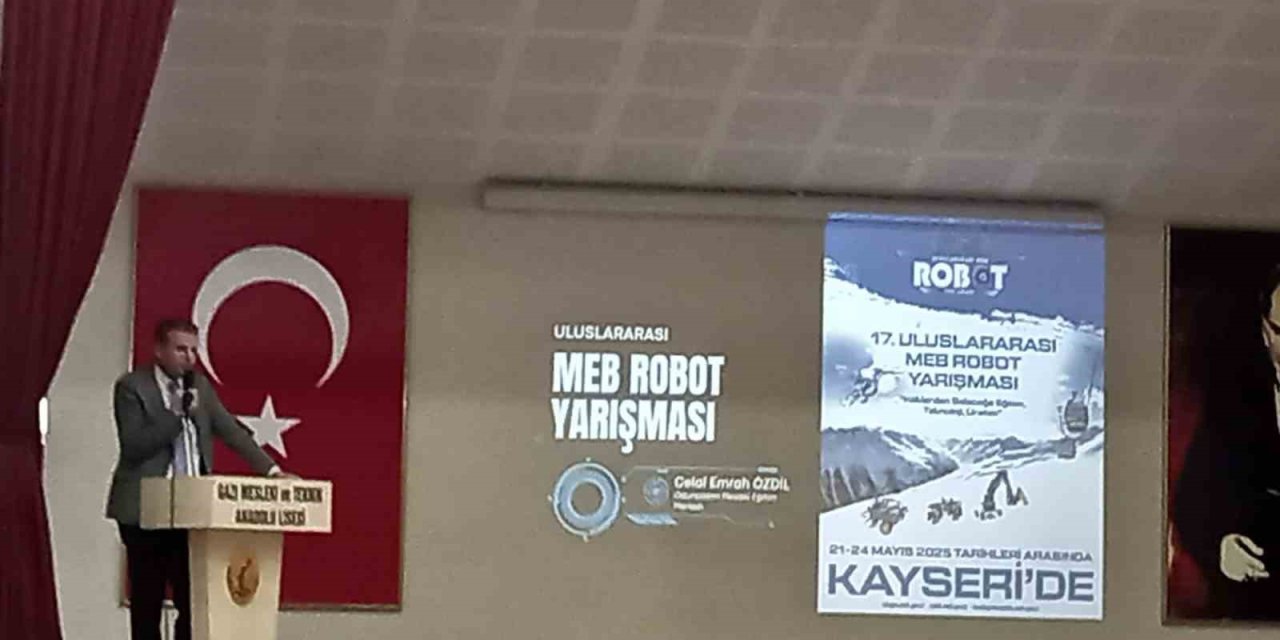 GAZİ MESLEKİ ve TEKNİK
ANADOLU LİSESİ
ULUSLARARASI
MEB ROBOT
YARIŞMASI
Celal Emrah ÖZDİL
ROBOT
17. ULUSLARARASI
MEB ROBOT
YARIŞMASI
21-24 MAYIS 2025 TARİHLERİ ARASINDA
KAYSERİ'DE